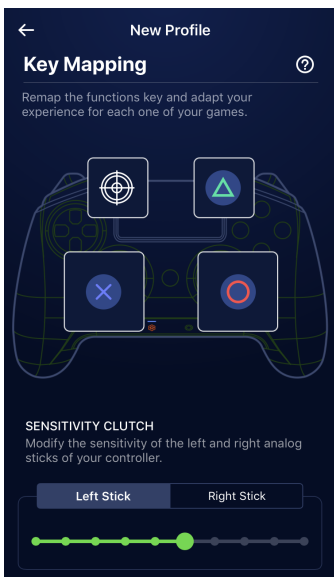 New Profile
Key Mapping
Remap the functions key and adapt your
experience for each one of your games.
SENSITIVITY CLUTCH
Modify the sensitivity of the left and right analog
sticks of your controller.
Left Stick
Right Stick